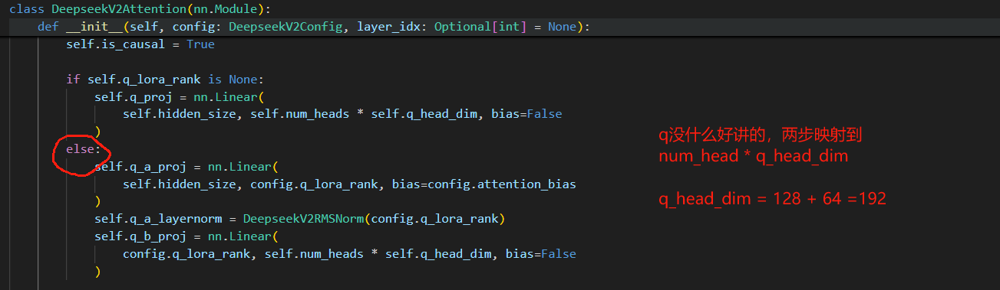 class DeepseekV2Attention(nn.Module):
def __init__(self, config: DeepseekV2Config, layer_idx: Optional[int] = None):
self.is_causal = True
if self.q_lora_rank is None:
self.q_proj = nn.Linear(
self.hidden_size, self.num_heads * self.q_head_dim, bias=False
)
else:
self.q_a_proj = nn.Linear(
self.hidden_size, config.q_lora_rank, bias=config.attention_bias
)
self.q_a_layernorm = DeepseekV2RMSNorm(config.q_lora_rank)
self.q_b_proj = nn.Linear(
config.q_lora_rank, self.num_heads * self.q_head_dim, bias=False
)
q没什么好讲的，两步映射到
num_head * q_head_dim
q_head_dim = 128 + 64 =192